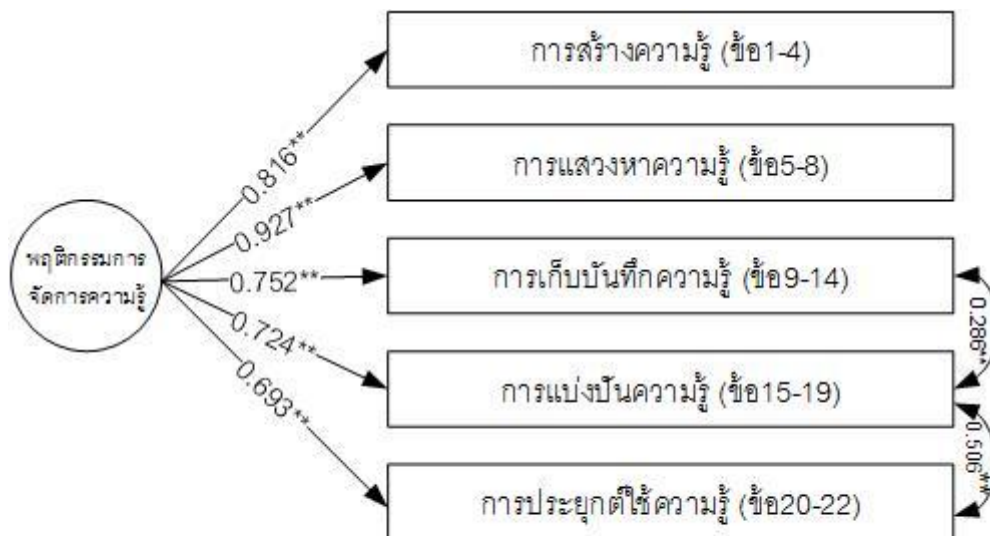 การสร้างความรู้ (ข้อ1-4)
0.816**
การแสวงหาความรู้ (ข้อ5-8)
0.927**
พฤติกรรมการ
จัดการความรู้
0.752**
การเก็บบันทึกความรู้ (ข้อ9-14)
0.286**
0.724**
การแบ่งปันความรู้ (ข้อ15-19)
0.693**
0.506**
การประยุกต์ใช้ความรู้ (ข้อ20-22)